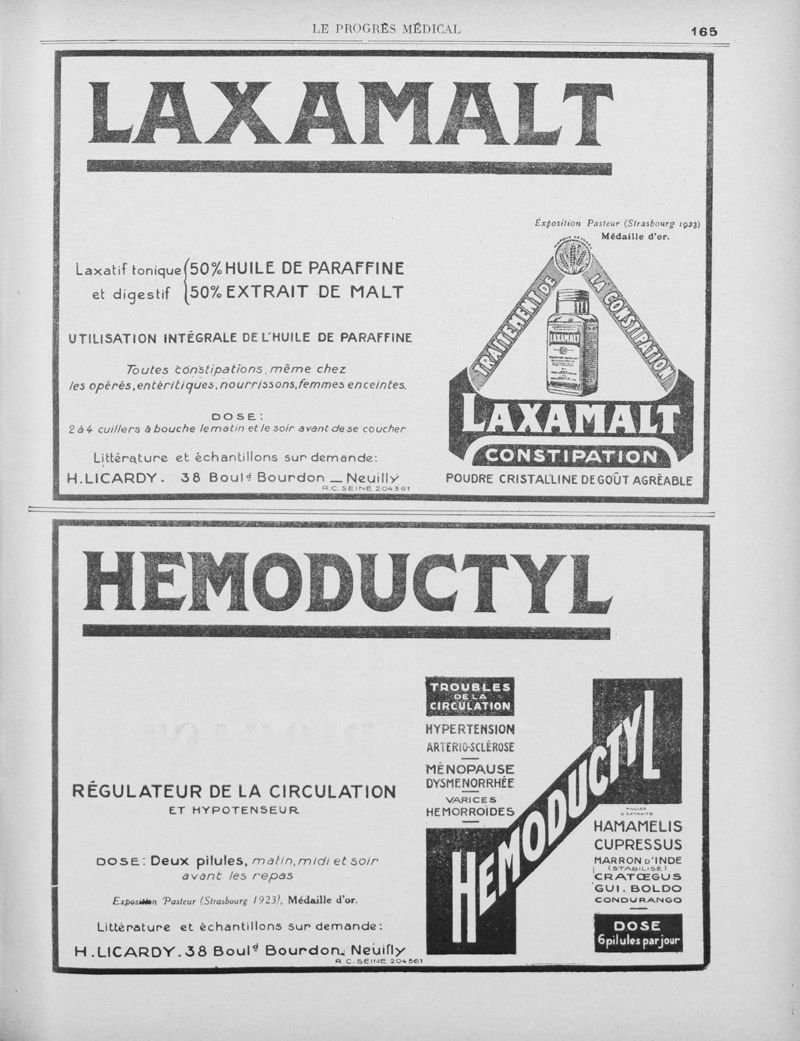 LE PROGRÈS MÉDICAL
165
LAXAMALT
Exposition Pasteur (Strasbourg 1923)
Médaille d'or.
Laxatif tonique 50% HUILE DE PARAFFINE
et digestif 50% EXTRAIT DE MALT
UTILISATION INTÉGRALE DE L'HUILE DE PARAFFINE
Toutes constipations, même chez
les opérés, entéritiques, nourrissons, femmes enceintes.
DOSE:
2 à 4 cuillers à bouche le matin et le soir avant de se coucher
Littérature et échantillons sur demande:
H. LICARDY. 38 Boul^d Bourdon _ Neuilly
R.C. SEINE 204361
TRAITEMENT DE
LA CONSTIPATION
LAXAMALT
LAXAMALT
CONSTIPATION
POUDRE CRISTALLINE DE GOÛT AGRÉABLE
HEMODUCTYL
RÉGULATEUR DE LA CIRCULATION
ET HYPOTENSEUR
DOSE: Deux pilules, matin, midi et soir
avant les repas
Exposition Pasteur (Strasbourg 1923), Médaille d'or.
Littérature et échantillons sur demande:
H. LICARDY. 38 Boul^d Bourdon_ Neuilly
R.C. SEINE 204361
TROUBLES
DE LA
CIRCULATION
HYPERTENSION
ARTERIO-SCLÉROSE
MÉNOPAUSE
DYSMENORRHÉE
VARICES
HEMORROÏDES
HEMODUCTYL
PILULES
D'EXTRAITS
HAMAMELIS
CUPRESSUS
MARRON D'INDE
(STABILISÉ)
CRATŒGUS
GUI. BOLDO
CONDURANGO
DOSE
6 pilules par jour